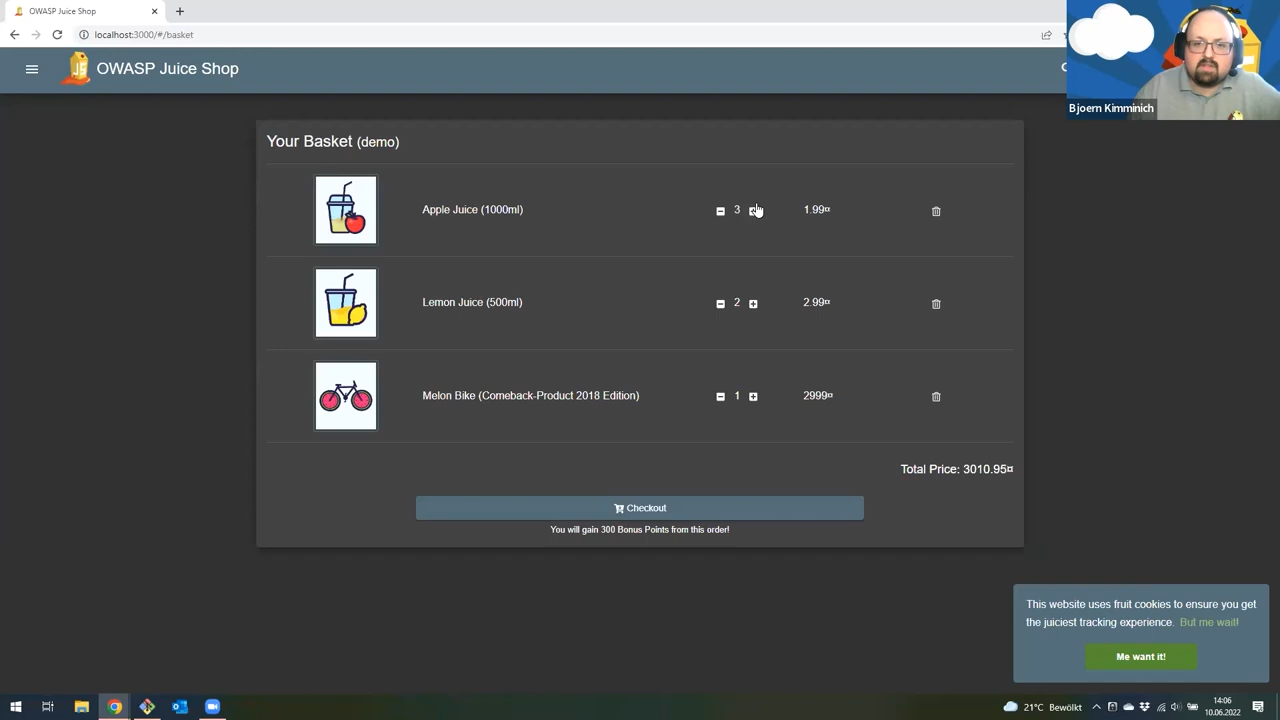 OWASP Juice Shop
localhost:3000/#/basket
OWASP Juice Shop
Bjoern Kimminich
Your Basket (demo)
Apple Juice (1000ml) 3 1.99¤
Lemon Juice (500ml) 2 2.99¤
Melon Bike (Comeback-Product 2018 Edition) 1 2999¤
Total Price: 3010.95¤
Checkout
You will gain 300 Bonus Points from this order!
This website uses fruit cookies to ensure you get
the juiciest tracking experience. But me wait!
Me want it!
21°C Bewölkt
14:06
10.06.2022